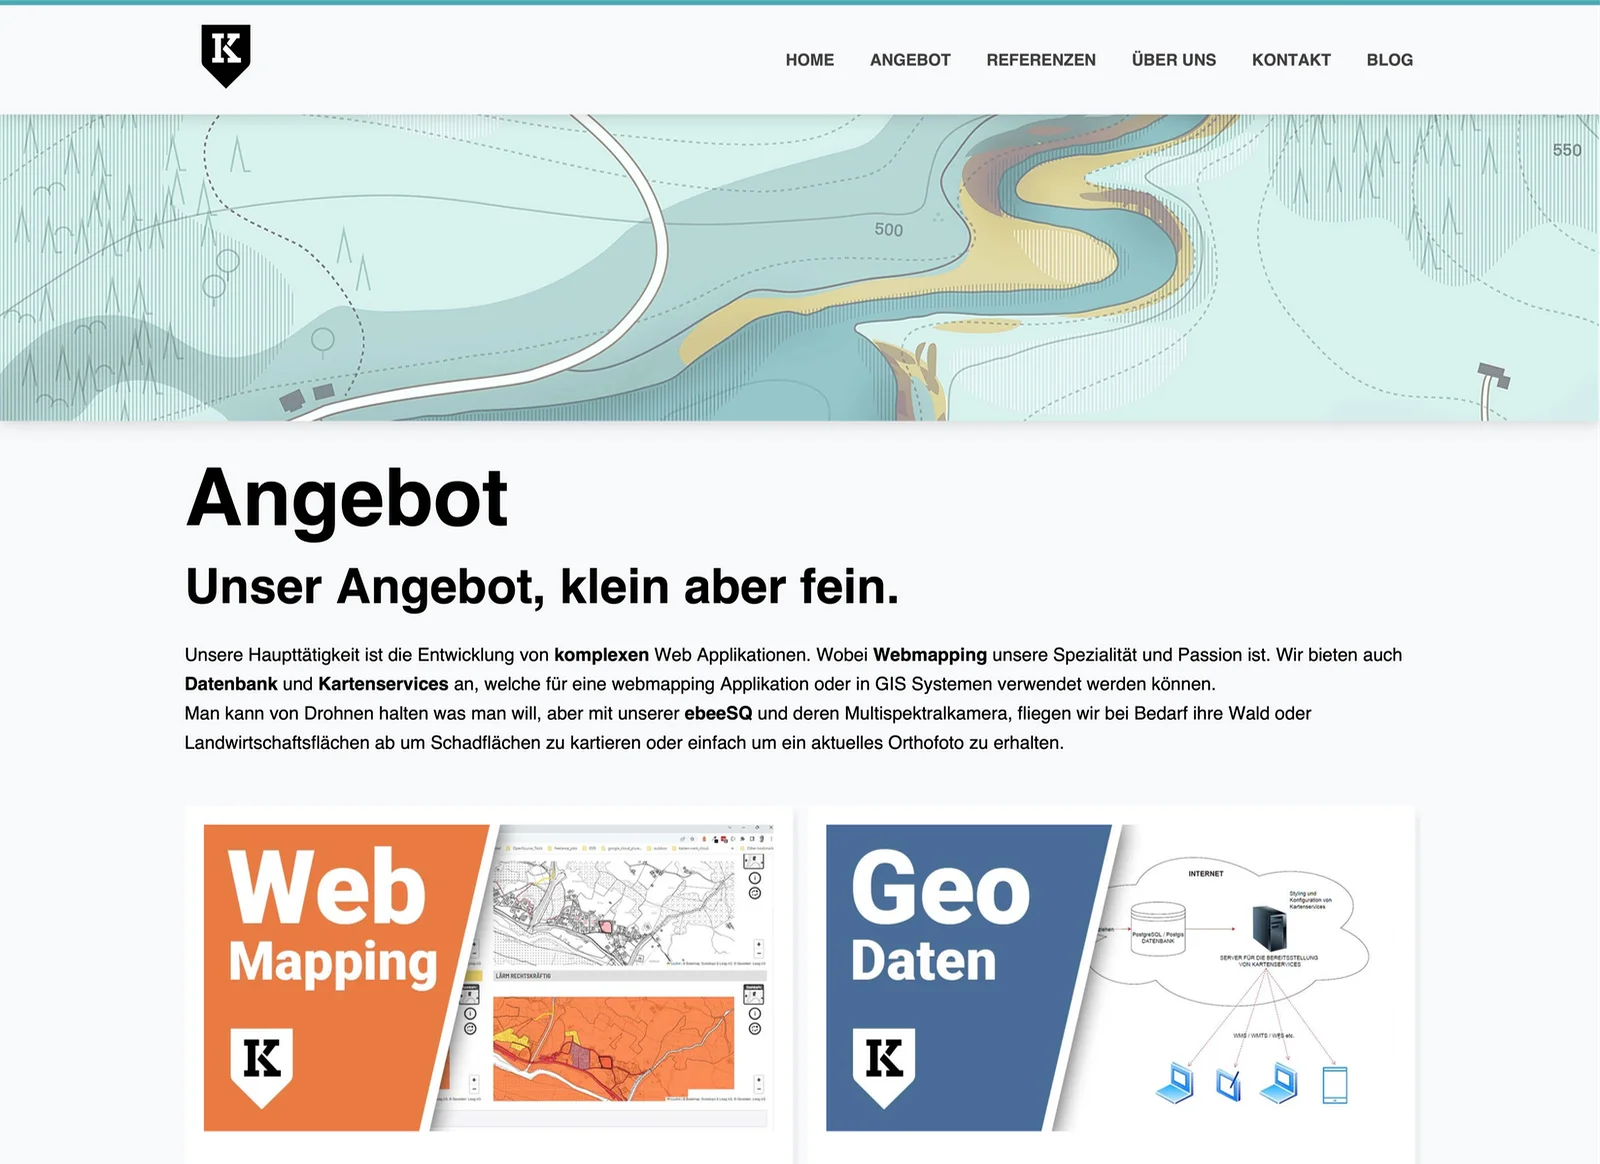 K
HOME ANGEBOT REFERENZEN ÜBER UNS KONTAKT BLOG
550
500
Angebot
Unser Angebot, klein aber fein.
Unsere Haupttätigkeit ist die Entwicklung von komplexen Web Applikationen. Wobei Webmapping unsere Spezialität und Passion ist. Wir bieten auch
Datenbank und Kartenservices an, welche für eine webmapping Applikation oder in GIS Systemen verwendet werden können.
Man kann von Drohnen halten was man will, aber mit unserer ebeeSQ und deren Multispektralkamera, fliegen wir bei Bedarf ihre Wald oder
Landwirtschaftsflächen ab um Schadflächen zu kartieren oder einfach um ein aktuelles Orthofoto zu erhalten.
Web
Mapping
K
LÄRM RECHTSKRÄFTIG
Geo
Daten
K
INTERNET
Styling und
Konfiguration von
Kartenservices
PostgreSQL / Postgis
DATENBANK
SERVER FÜR DIE BEREITSSTELLUNG
VON KARTENSERVICES
WMS / WMTS / WFS etc.